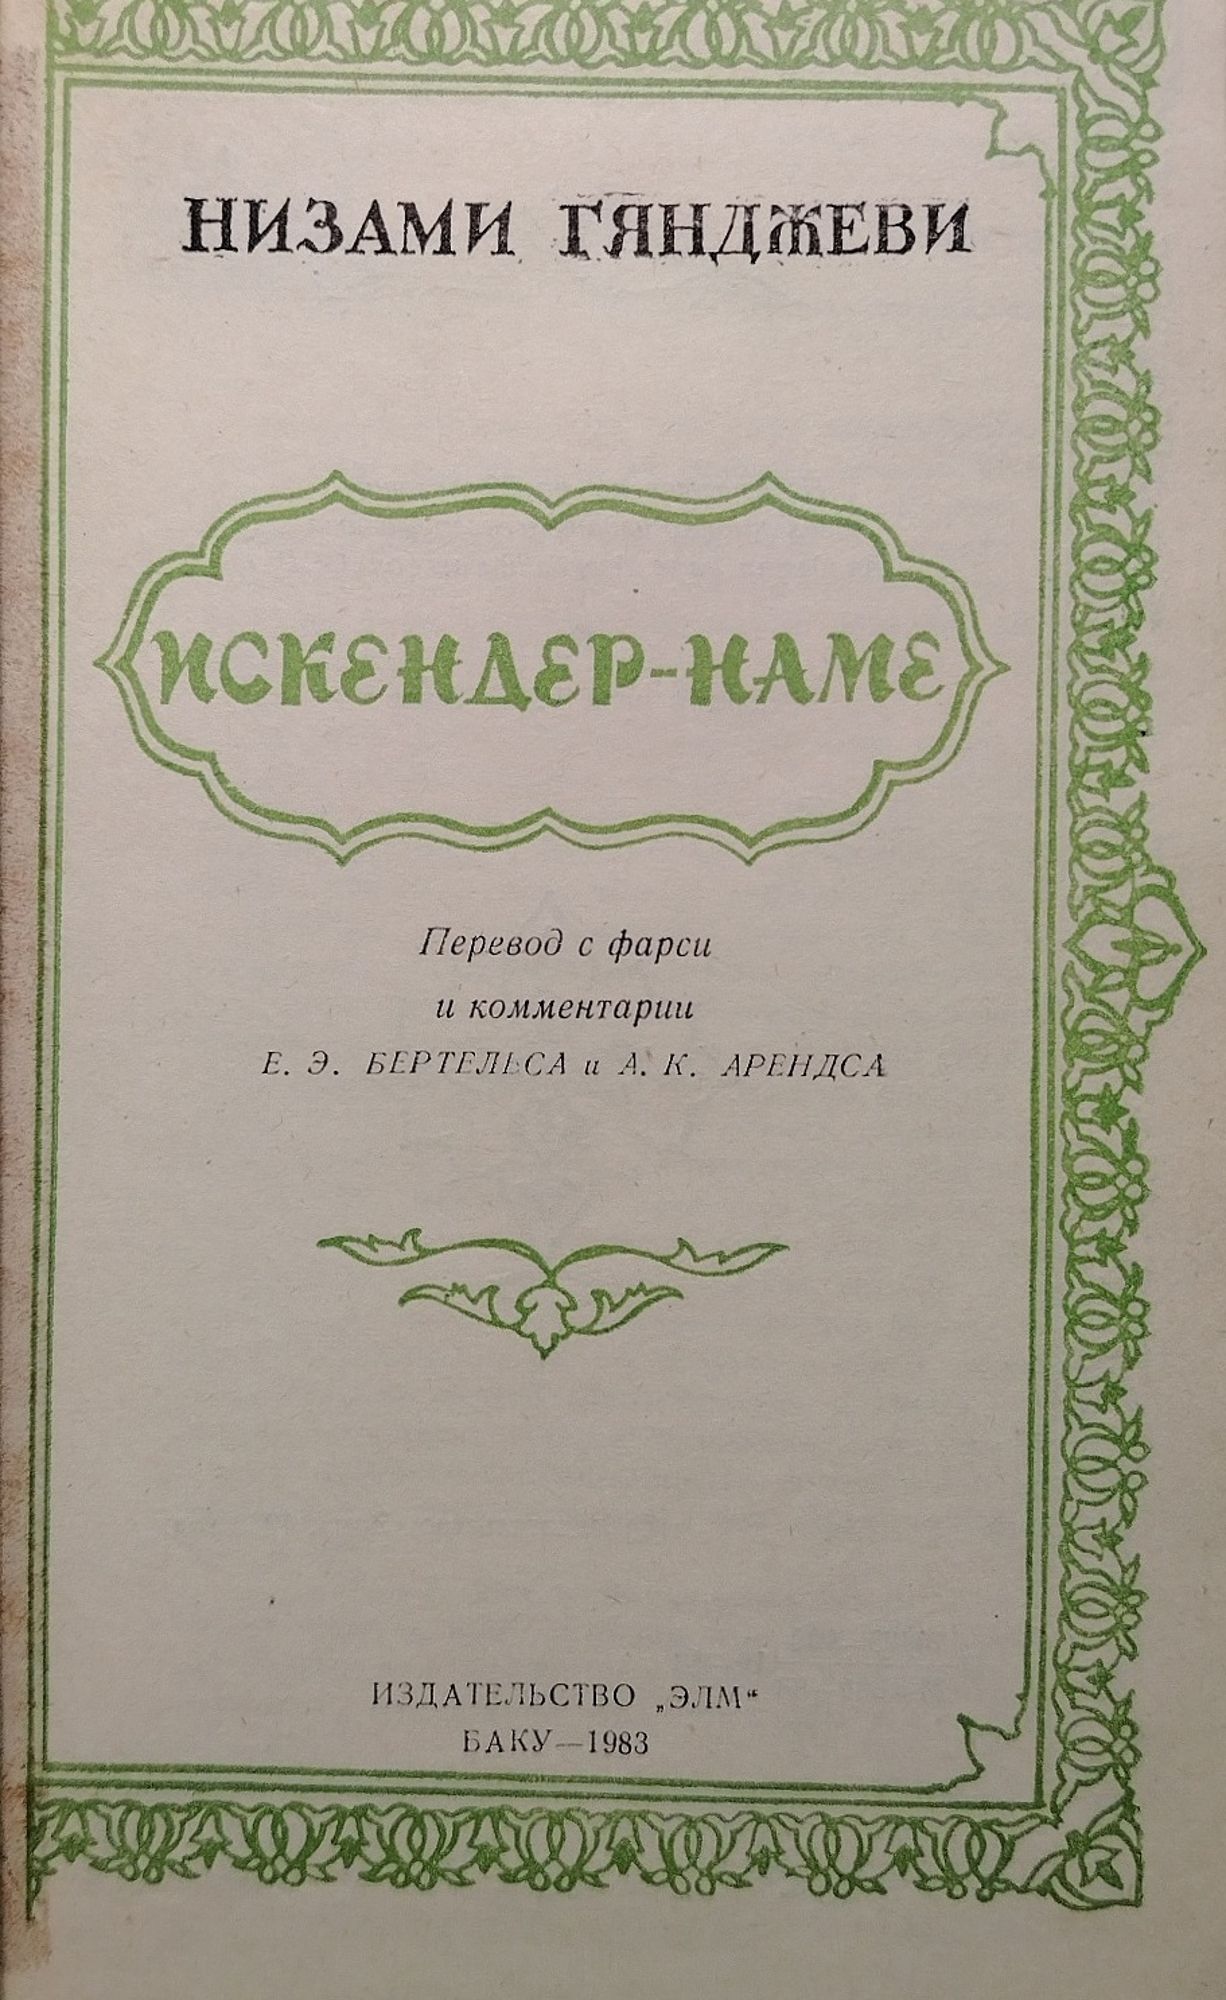 НИЗАМИ ГЯНДЖЕВИ
ИСКЕНДЕР-НАМЕ
Перевод с фарси
и комментарии
Е. Э. БЕРТЕЛЬСА и А. К. АРЕНДСА
ИЗДАТЕЛЬСТВО „ЭЛМ“
БАКУ—1983